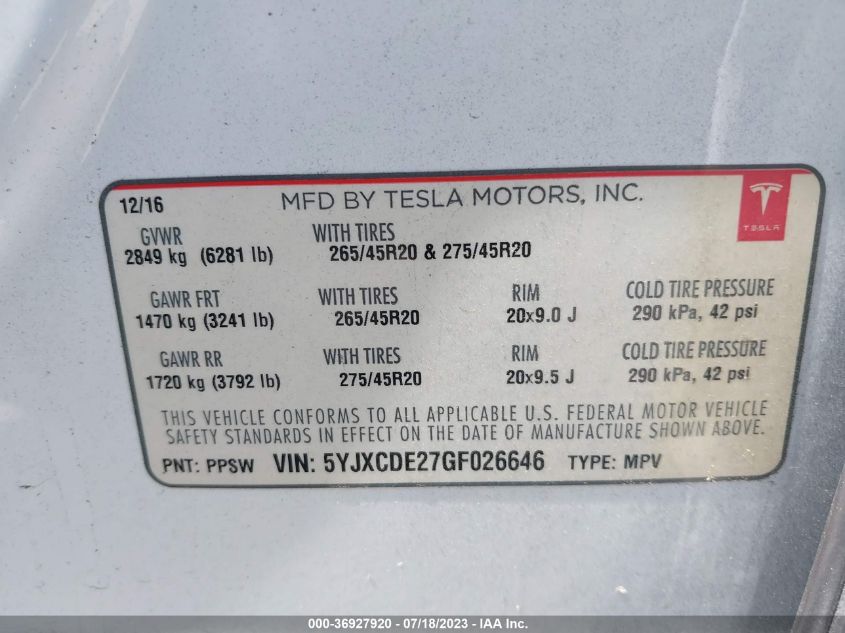 12/16 MFD BY TESLA MOTORS, INC.
TESLA
GVWR WITH TIRES
2849 kg (6281 lb) 265/45R20 & 275/45R20
GAWR FRT WITH TIRES RIM COLD TIRE PRESSURE
1470 kg (3241 lb) 265/45R20 20x9.0 J 290 kPa, 42 psi
GAWR RR WITH TIRES RIM COLD TIRE PRESSURE
1720 kg (3792 lb) 275/45R20 20x9.5 J 290 kPa, 42 psi
THIS VEHICLE CONFORMS TO ALL APPLICABLE U.S. FEDERAL MOTOR VEHICLE
SAFETY STANDARDS IN EFFECT ON THE DATE OF MANUFACTURE SHOWN ABOVE.
PNT: PPSW VIN: 5YJXCDE27GF026646 TYPE: MPV
000-36927920 - 07/18/2023 - IAA Inc.